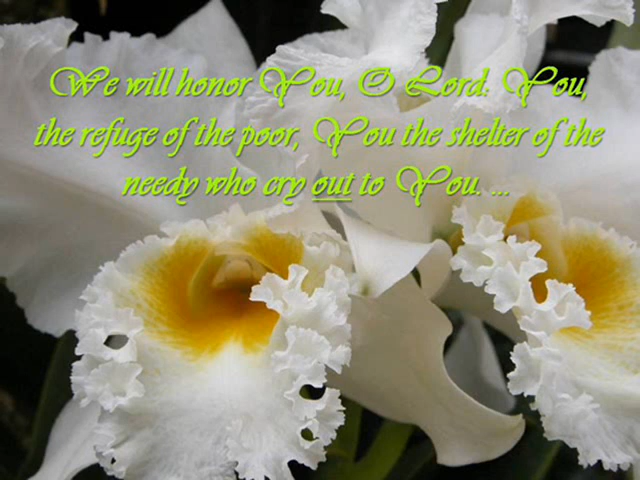 We will honor You, O Lord: You,
the refuge of the poor, You the shelter of the
needy who cry out to You. ...